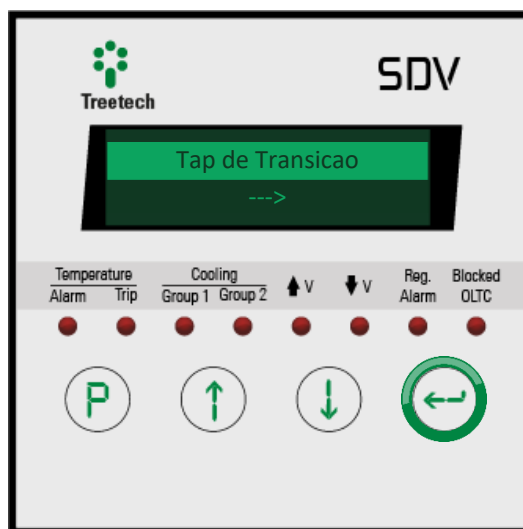 SDV
Treetech
Tap de Transicao
--->
Temperature Cooling
Alarm Trip Group 1 Group 2 V V Reg. Alarm Blocked OLTC
P